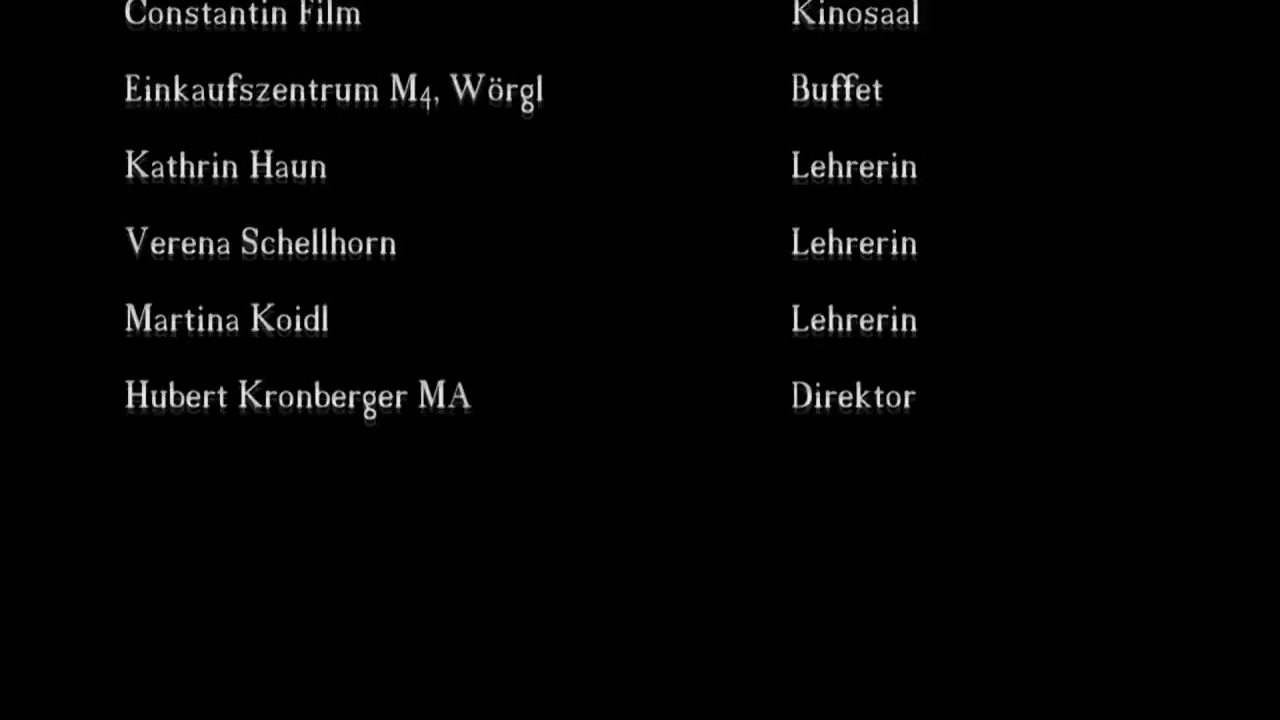 Constantin Film Kinosaal
Einkaufszentrum M4, Wörgl Buffet
Kathrin Haun Lehrerin
Verena Schellhorn Lehrerin
Martina Koidl Lehrerin
Hubert Kronberger MA Direktor